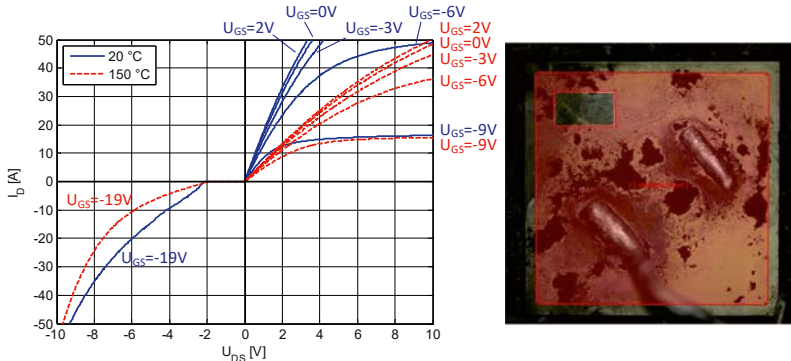 U_GS=0V
U_GS=-6V
U_GS=2V
U_GS=-3V
50
40
30
20
10
0
-10
-20
-30
-40
-50
20 °C
150 °C
U_GS=2V
U_GS=0V
U_GS=-3V
U_GS=-6V
U_GS=-9V
U_GS=-9V
I_D [A]
U_GS=-19V
U_GS=-19V
-10 -8 -6 -4 -2 0 2 4 6 8 10
U_DS [V]